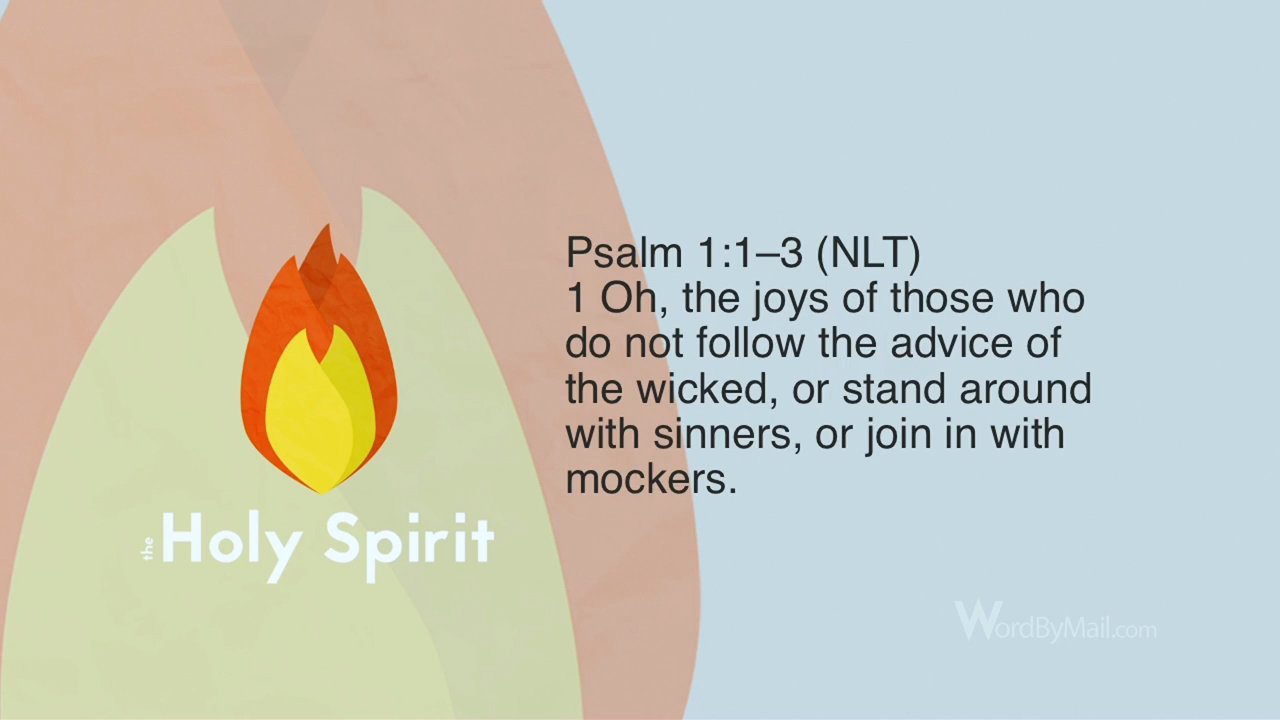 Psalm 1:1–3 (NLT)
1 Oh, the joys of those who
do not follow the advice of
the wicked, or stand around
with sinners, or join in with
mockers.
the Holy Spirit
WordByMail.com